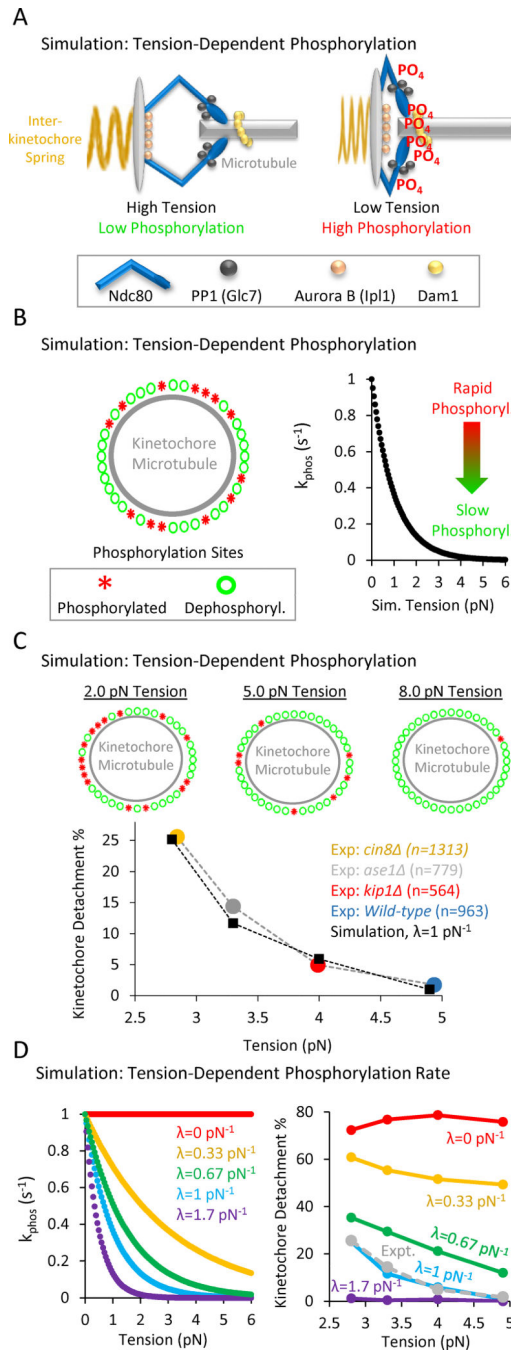 A
Simulation: Tension-Dependent Phosphorylation
Inter-
kinetochore
Spring
Microtubule
PO4
PO4
PO4
PO4
PO4
PO4
High Tension
Low Phosphorylation
Low Tension
High Phosphorylation
Ndc80
PP1 (Glc7)
Aurora B (Ipl1)
Dam1
B
Simulation: Tension-Dependent Phosphorylation
Kinetochore
Microtubule
Phosphorylation Sites
*
Phosphorylated
Dephosphoryl.
kphos (s-1)
1
0.8
0.6
0.4
0.2
0
0 1 2 3 4 5 6
Sim. Tension (pN)
Rapid
Phosphoryl
Slow
Phosphoryl
C
Simulation: Tension-Dependent Phosphorylation
2.0 pN Tension
5.0 pN Tension
8.0 pN Tension
Kinetochore
Microtubule
Kinetochore
Microtubule
Kinetochore
Microtubule
Kinetochore Detachment %
25
20
15
10
5
0
2.5 3 3.5 4 4.5 5
Tension (pN)
Exp: cin8Δ (n=1313)
Exp: ase1Δ (n=779)
Exp: kip1Δ (n=564)
Exp: Wild-type (n=963)
Simulation, λ=1 pN-1
D
Simulation: Tension-Dependent Phosphorylation Rate
kphos (s-1)
1
0.8
0.6
0.4
0.2
0
0 1 2 3 4 5 6
Tension (pN)
λ=0 pN-1
λ=0.33 pN-1
λ=0.67 pN-1
λ=1 pN-1
λ=1.7 pN-1
Kinetochore Detachment %
80
60
40
20
0
2.5 3 3.5 4 4.5 5
Tension (pN)
λ=0 pN-1
λ=0.33 pN-1
λ=0.67 pN-1
Expt.
λ=1 pN-1
λ=1.7 pN-1